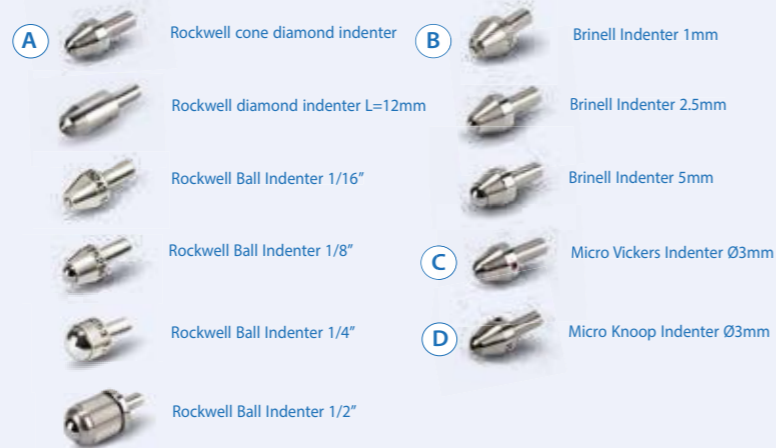 A
Rockwell cone diamond indenter
Rockwell diamond indenter L=12mm
Rockwell Ball Indenter 1/16”
Rockwell Ball Indenter 1/8”
Rockwell Ball Indenter 1/4”
Rockwell Ball Indenter 1/2”
B
Brinell Indenter 1mm
Brinell Indenter 2.5mm
Brinell Indenter 5mm
C
Micro Vickers Indenter Ø3mm
D
Micro Knoop Indenter Ø3mm